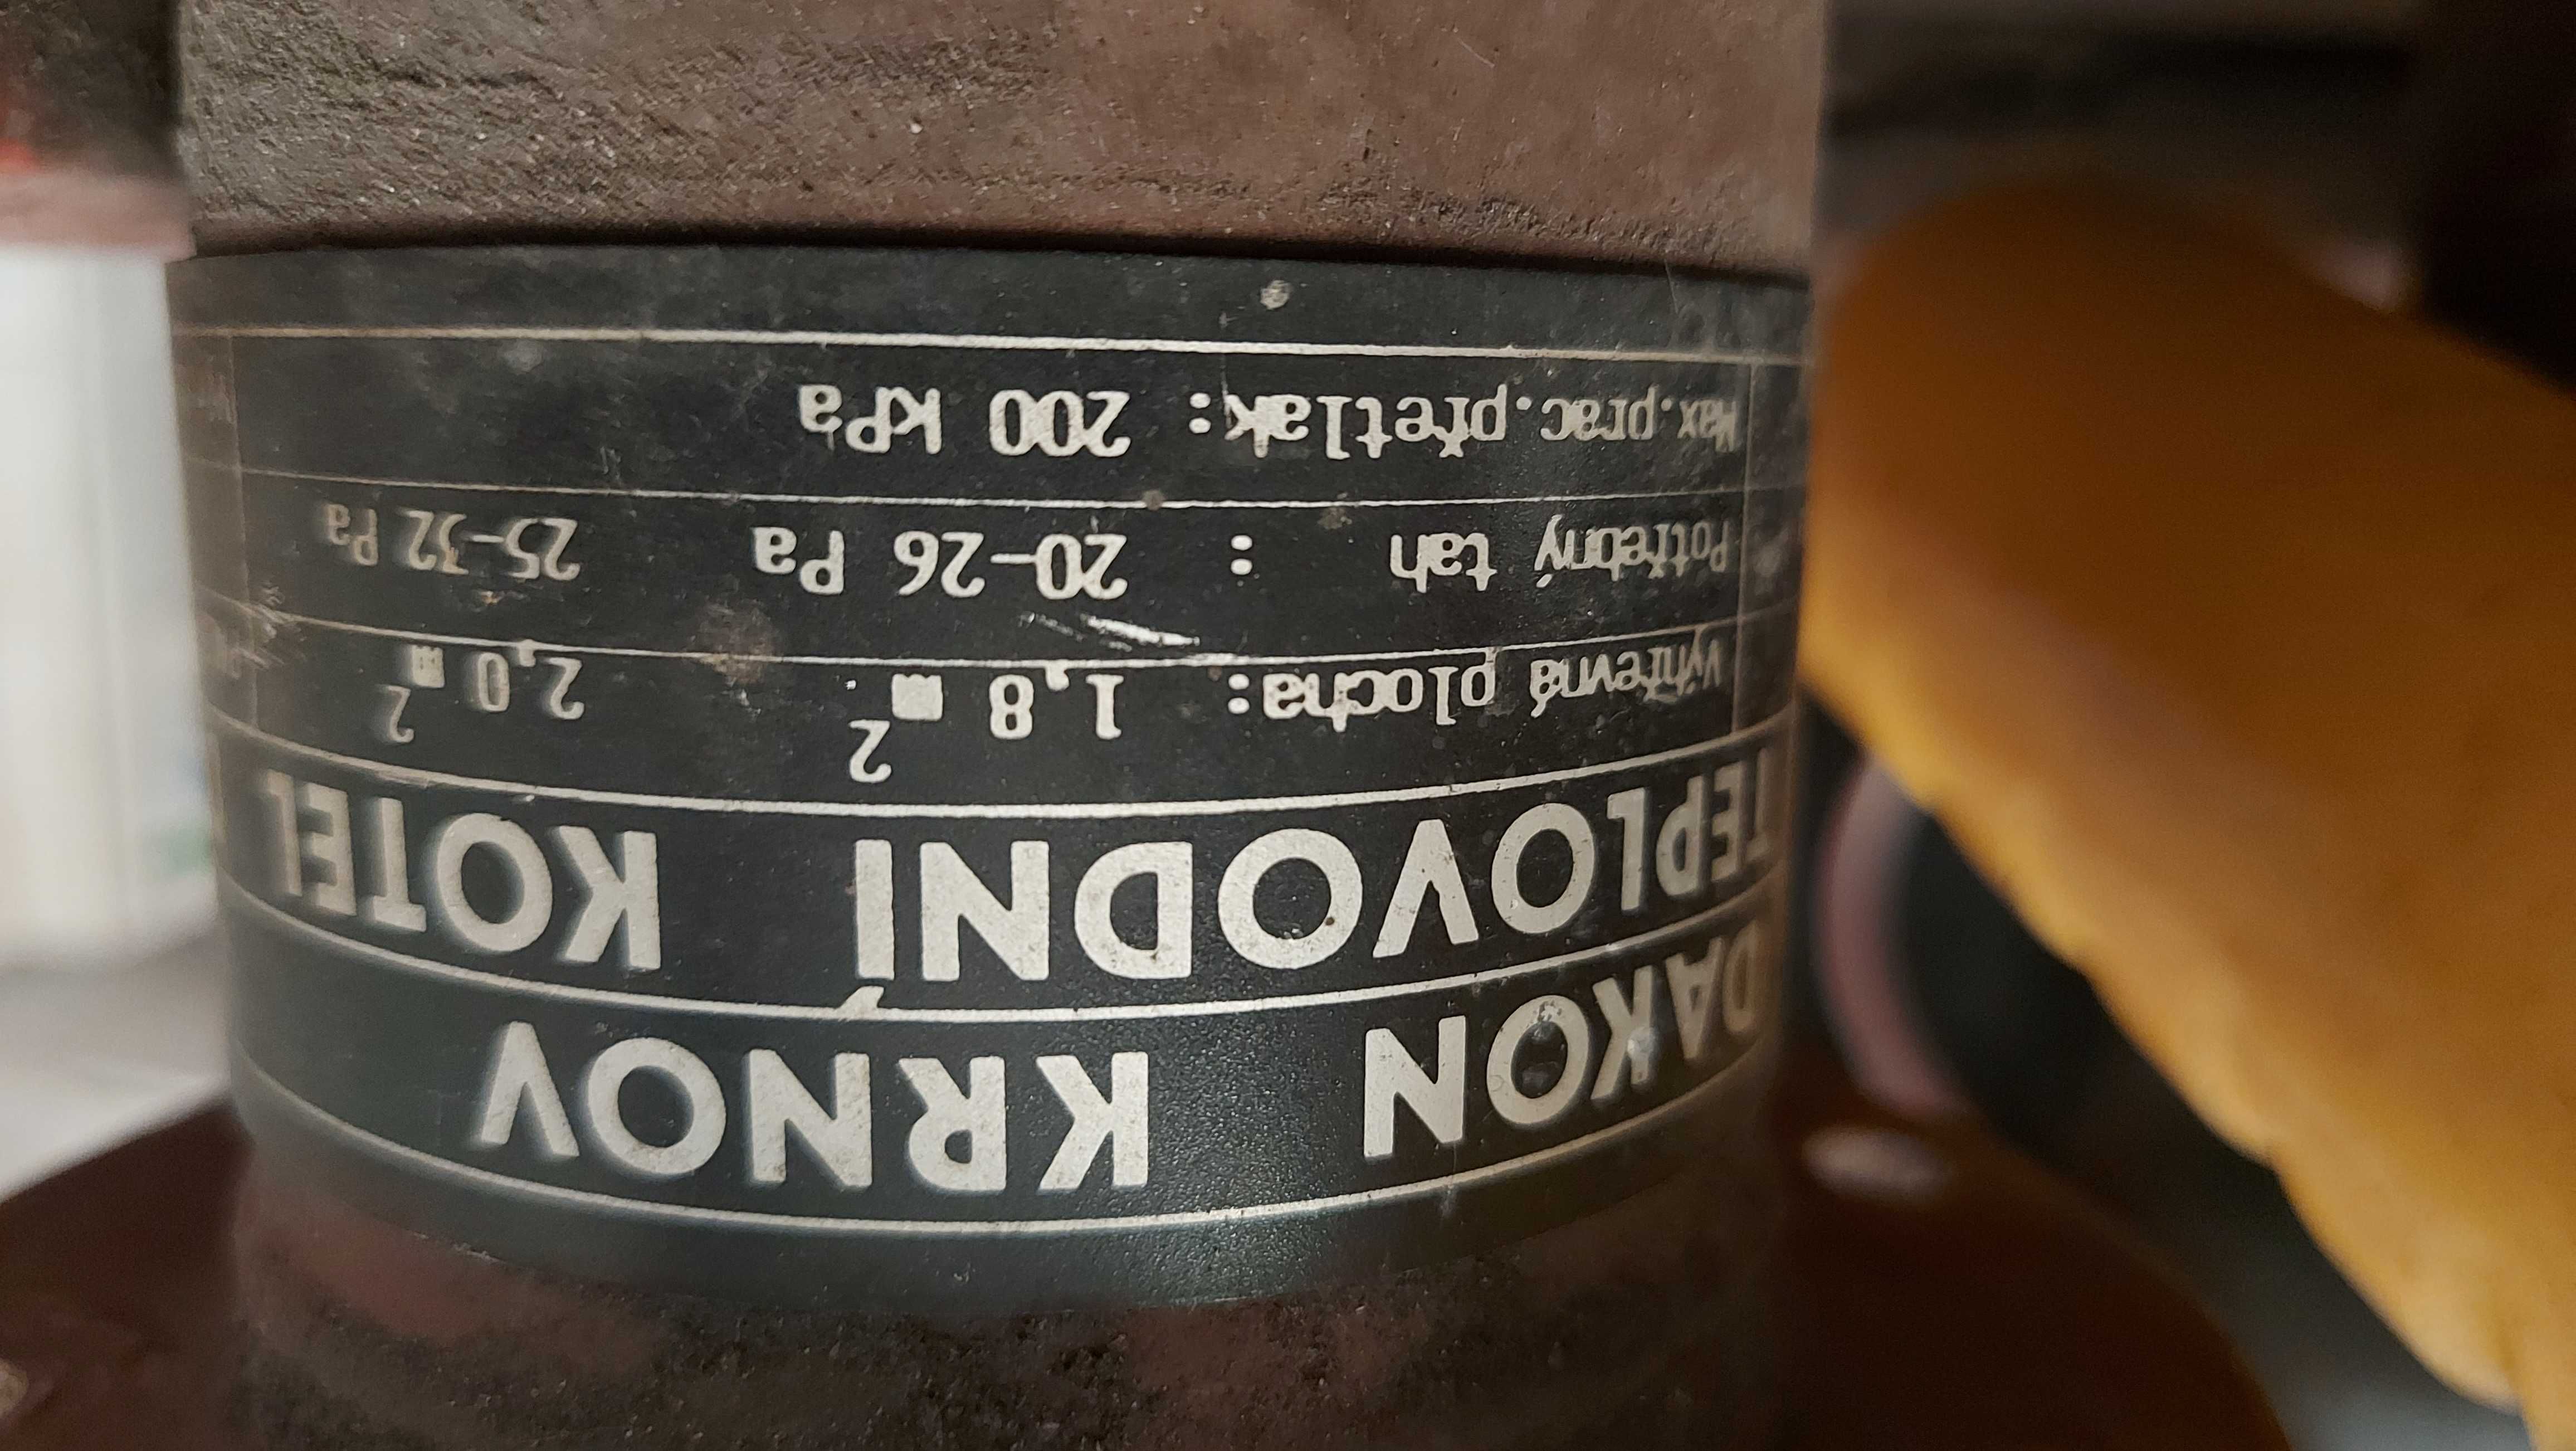 DAKON KRNOV
TEPLOVODNÍ KOTEL
Výhřevná plocha: 1,8 m² 2,0 m²
Potřebný tah : 20-26 Pa 25-32 Pa
Max.prac.přetlak: 200 kPa